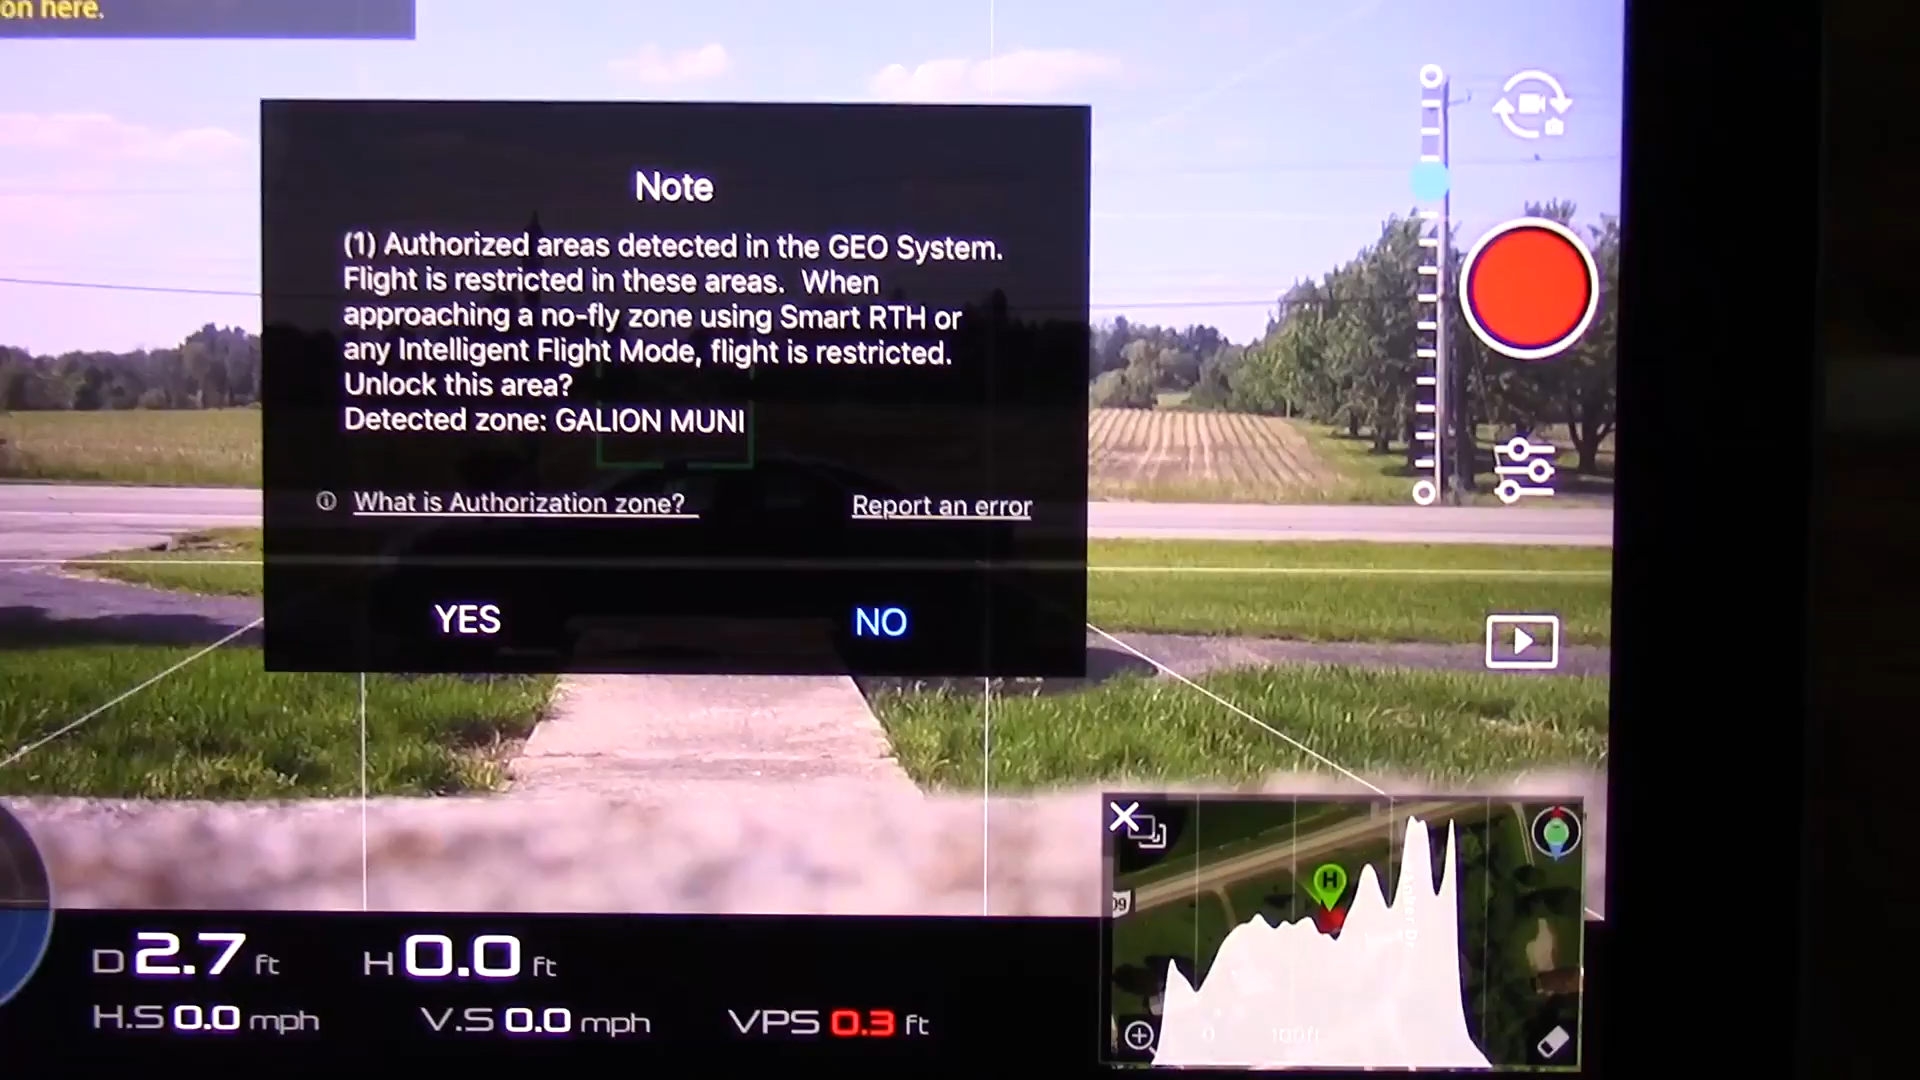 on here.
Note
(1) Authorized areas detected in the GEO System.
Flight is restricted in these areas. When
approaching a no-fly zone using Smart RTH or
any Intelligent Flight Mode, flight is restricted.
Unlock this area?
Detected zone: GALION MUNI
What is Authorization zone?
Report an error
YES
NO
H
09
0
100ft
D 2.7 ft
H 0.0 ft
H.S 0.0 mph
V.S 0.0 mph
VPS 0.3 ft